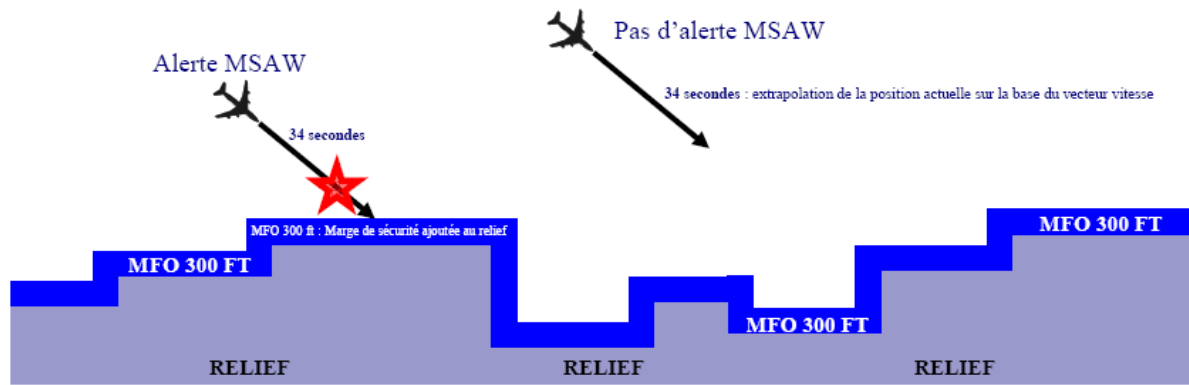 Pas d'alerte MSAW
Alerte MSAW
34 secondes : extrapolation de la position actuelle sur la base du vecteur vitesse
34 secondes
MFO 300 ft : Marge de sécurité ajoutée au relief
MFO 300 FT
MFO 300 FT
MFO 300 FT
RELIEF
RELIEF
RELIEF